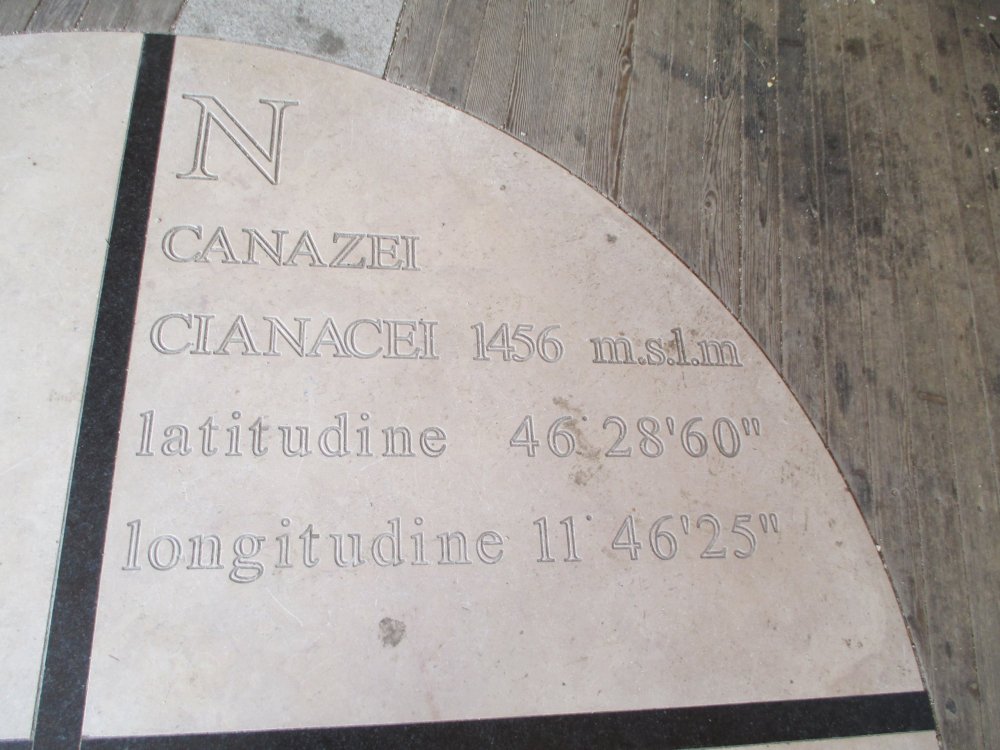 N
CANAZEI
CIANACEI 1456 m.s.l.m
latitudine 46° 28'60"
longitudine 11° 46'25"